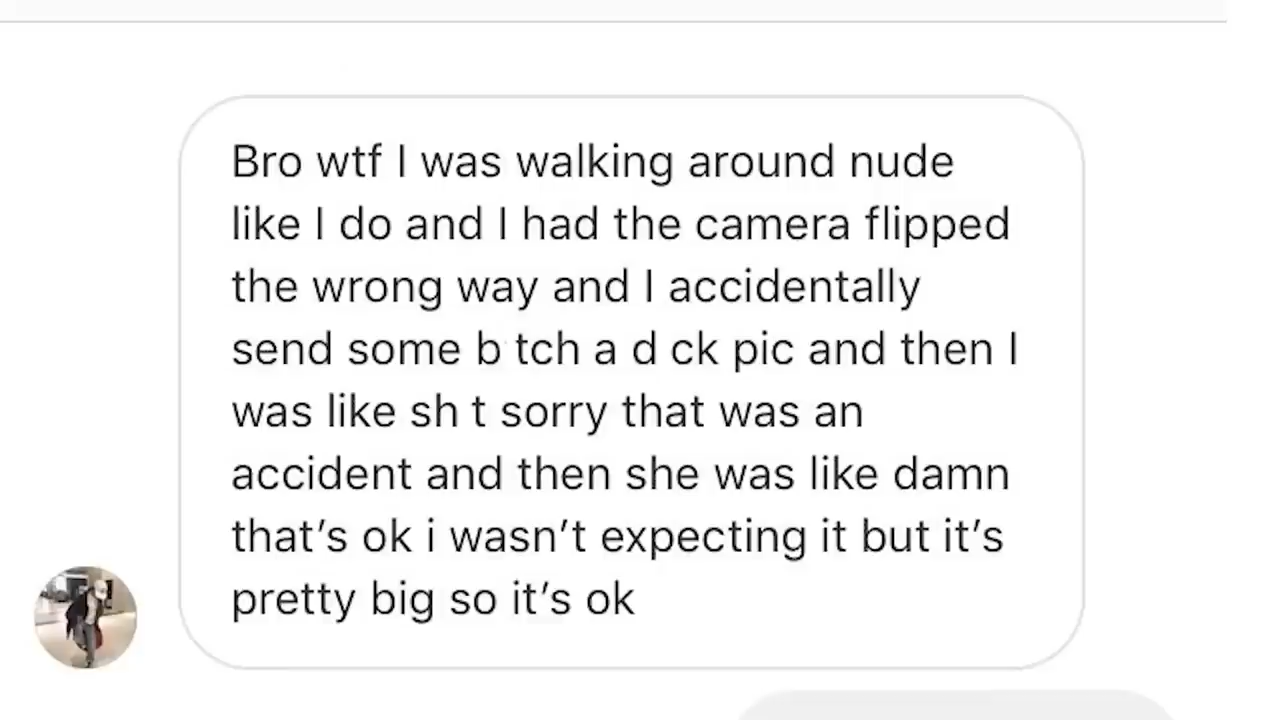 Bro wtf I was walking around nude
like I do and I had the camera flipped
the wrong way and I accidentally
send some b tch a d ck pic and then I
was like sh t sorry that was an
accident and then she was like damn
that’s ok i wasn’t expecting it but it’s
pretty big so it’s ok